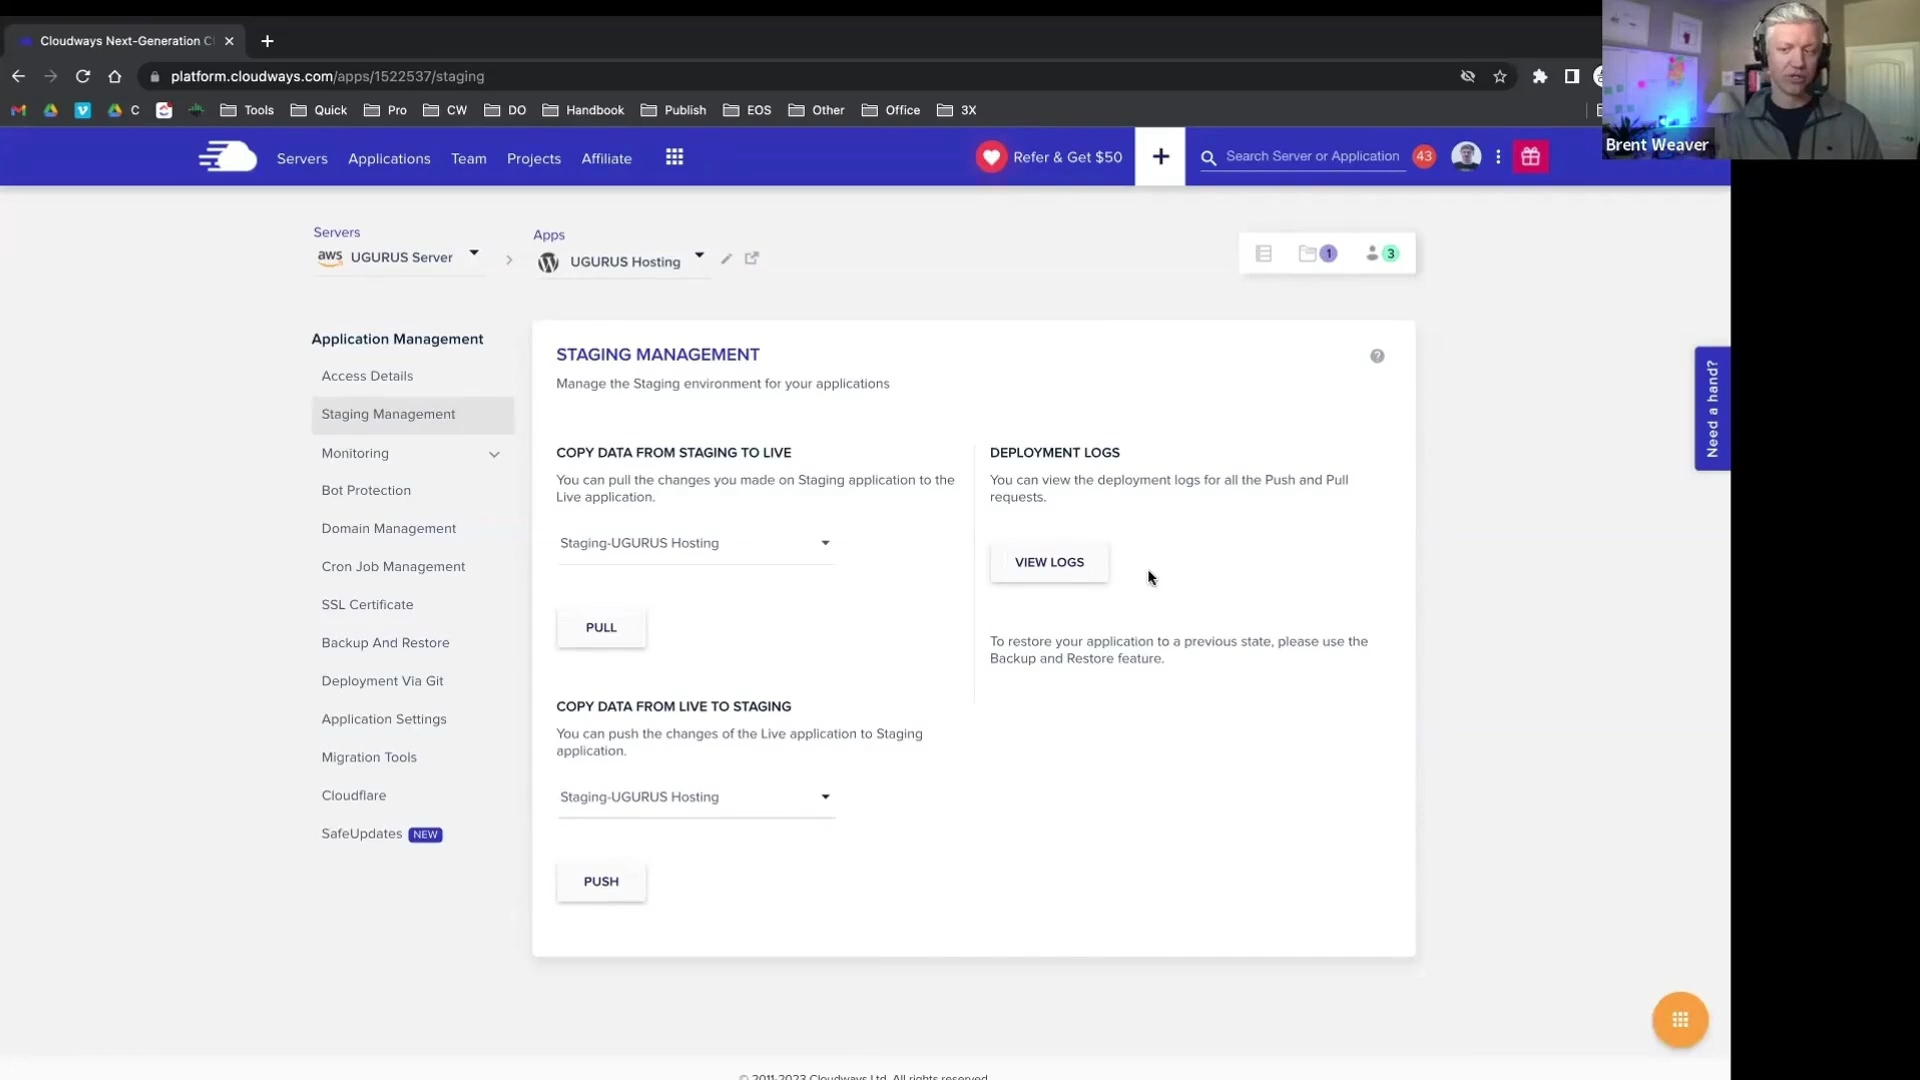 Cloudways Next-Generation C
platform.cloudways.com/apps/1522537/staging
C
Tools
Quick
Pro
CW
DO
Handbook
Publish
EOS
Other
Office
3X
Brent Weaver
Servers
Applications
Team
Projects
Affiliate
Refer & Get $50
+
Search Server or Application
43
Servers
aws
UGURUS Server
Apps
UGURUS Hosting
1
3
Application Management
Access Details
Staging Management
Monitoring
Bot Protection
Domain Management
Cron Job Management
SSL Certificate
Backup And Restore
Deployment Via Git
Application Settings
Migration Tools
Cloudflare
SafeUpdates NEW
STAGING MANAGEMENT
Manage the Staging environment for your applications
COPY DATA FROM STAGING TO LIVE
You can pull the changes you made on Staging application to the
Live application.
Staging-UGURUS Hosting
PULL
COPY DATA FROM LIVE TO STAGING
You can push the changes of the Live application to Staging
application.
Staging-UGURUS Hosting
PUSH
DEPLOYMENT LOGS
You can view the deployment logs for all the Push and Pull
requests.
VIEW LOGS
To restore your application to a previous state, please use the
Backup and Restore feature.
Need a hand?
© 2011-2023 Cloudways Ltd. All rights reserved